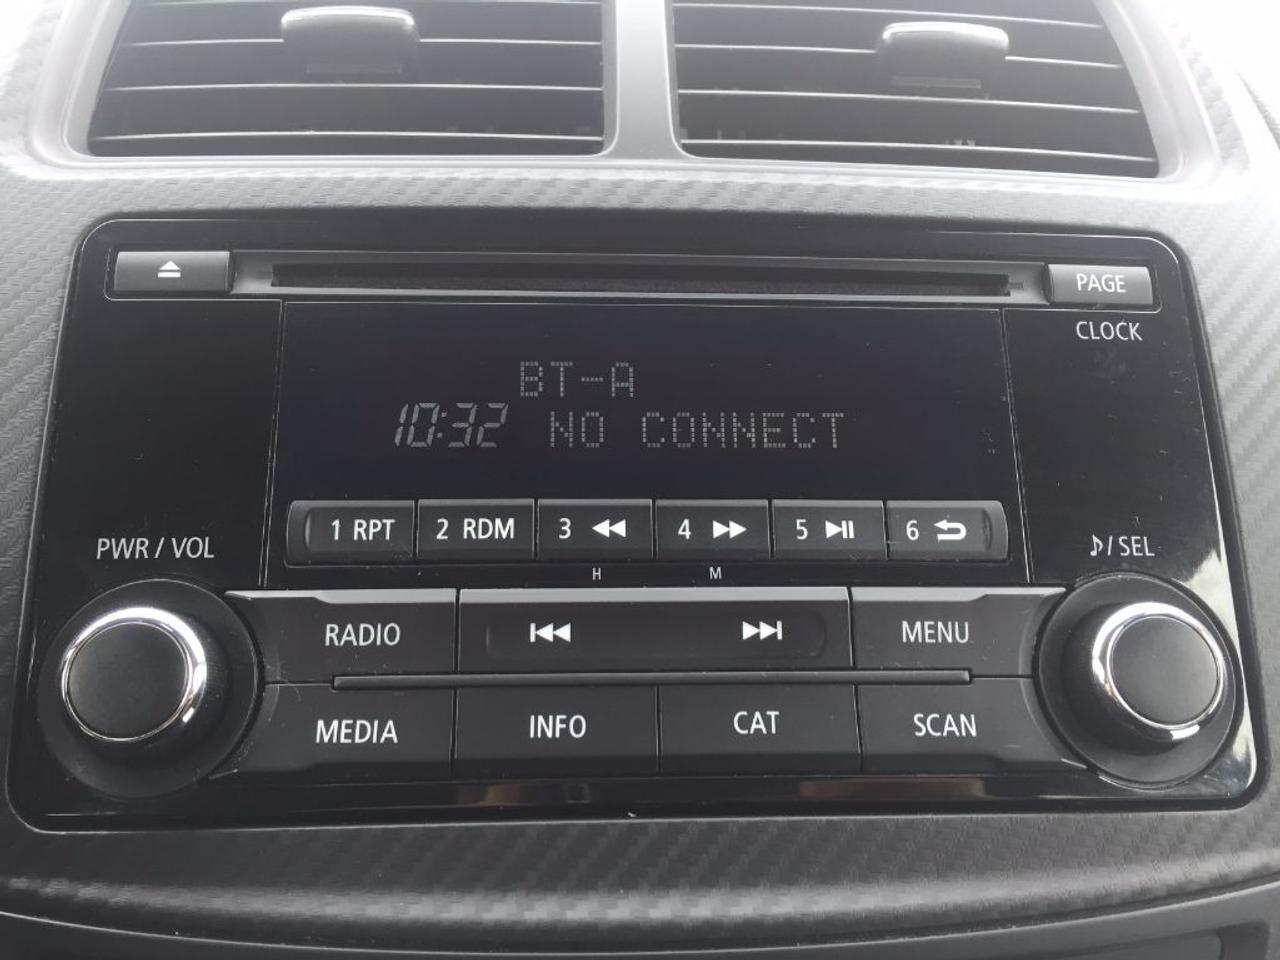 PAGE
CLOCK
BT-A
10:32 NO CONNECT
1 RPT 2 RDM 3 4 5 6
PWR / VOL
♪/ SEL
H M
RADIO MENU
MEDIA INFO CAT SCAN